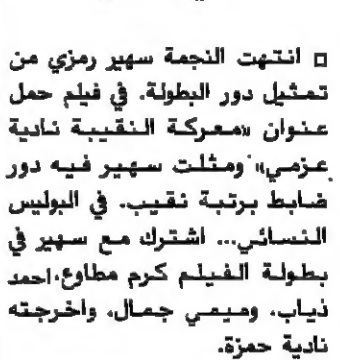 □ انتهت النجمة سهير رمزي من
تمثيل دور البطولة، في فيلم حمل
عنوان «معركة النقيبة نادية
عزمي» ومثلت سهير فيه دور
ضابط برتبة نقيب، في البوليس
النسائي... اشترك مع سهير في
بطولة الفيلم كرم مطاوع، احمد
ذياب، وميمي جمال، واخرجته
نادية حمزة.